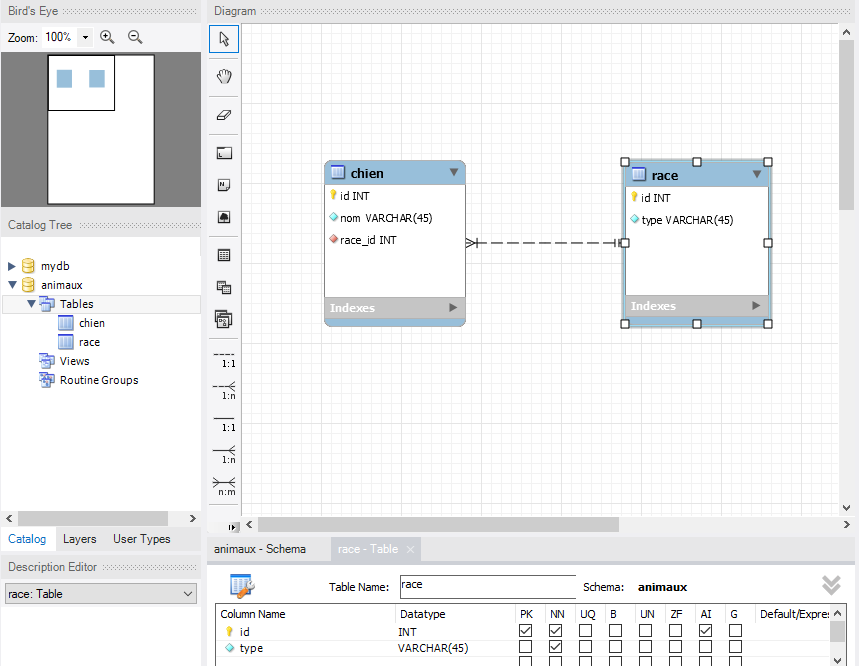 Bird's Eye
Zoom: 100%
Catalog Tree
mydb
animaux
Tables
chien
race
Views
Routine Groups
Catalog Layers User Types
Description Editor
race: Table
Diagram
1:1
1:n
1:1
1:n
n:m
chien
id INT
nom VARCHAR(45)
race_id INT
Indexes
race
id INT
type VARCHAR(45)
Indexes
animaux - Schema race - Table
Table Name: race Schema: animaux
Column Name Datatype PK NN UQ B UN ZF AI G Default/Expres
id INT
type VARCHAR(45)